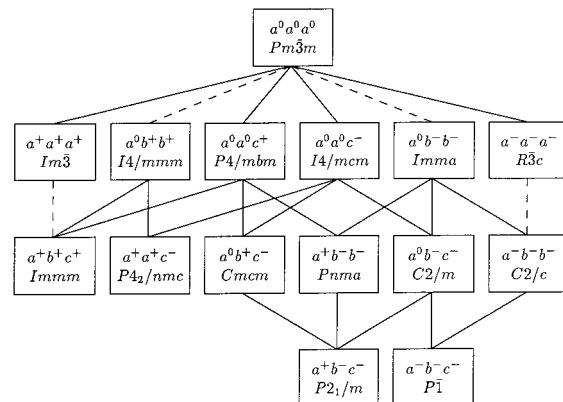 a⁰a⁰a⁰
Pm3̄m
a⁺a⁺a⁺
Im3̄
a⁰b⁺b⁺
I4/mmm
a⁰a⁰c⁺
P4/mbm
a⁰a⁰c⁻
I4/mcm
a⁰b⁻b⁻
Imma
a⁻a⁻a⁻
R3̄c
a⁺b⁺c⁺
Immm
a⁺a⁺c⁻
P4₂/nmc
a⁰b⁺c⁻
Cmcm
a⁺b⁻b⁻
Pnma
a⁰b⁻c⁻
C2/m
a⁻b⁻b⁻
C2/c
a⁺b⁻c⁻
P2₁/m
a⁻b⁻c⁻
P1̄